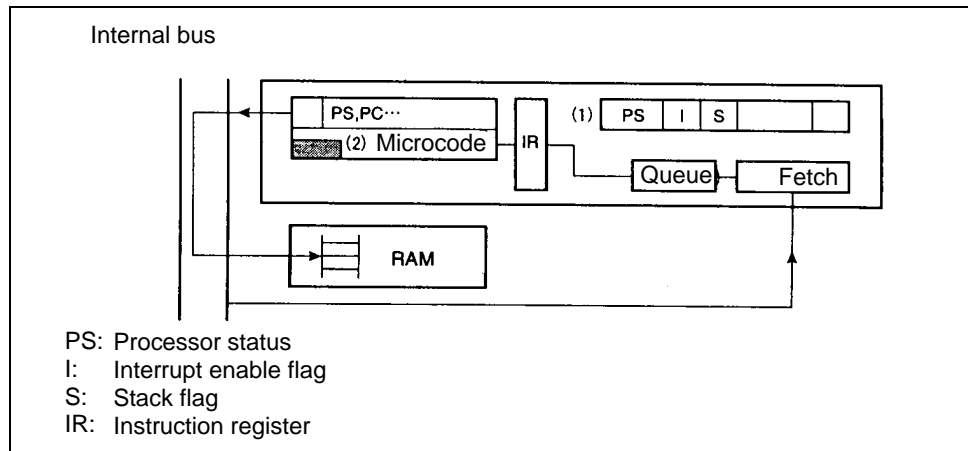 Internal bus
PS,PC···
(2) Microcode
IR
(1) PS I S
Queue
Fetch
RAM
PS: Processor status
I: Interrupt enable flag
S: Stack flag
IR: Instruction register